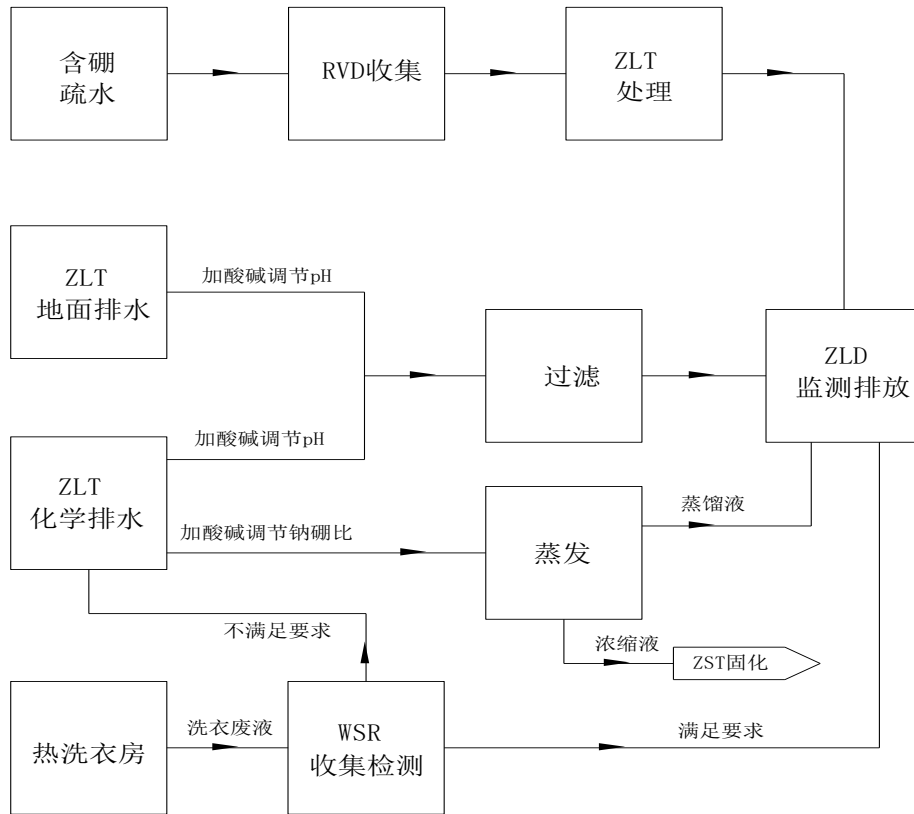 含硼
疏水
RVD收集
ZLT
处理
ZLT
地面排水
加酸碱调节pH
过滤
ZLD
监测排放
加酸碱调节pH
ZLT
化学排水
加酸碱调节钠硼比
蒸发
蒸馏液
不满足要求
浓缩液
ZST固化
热洗衣房
洗衣废液
WSR
收集检测
满足要求